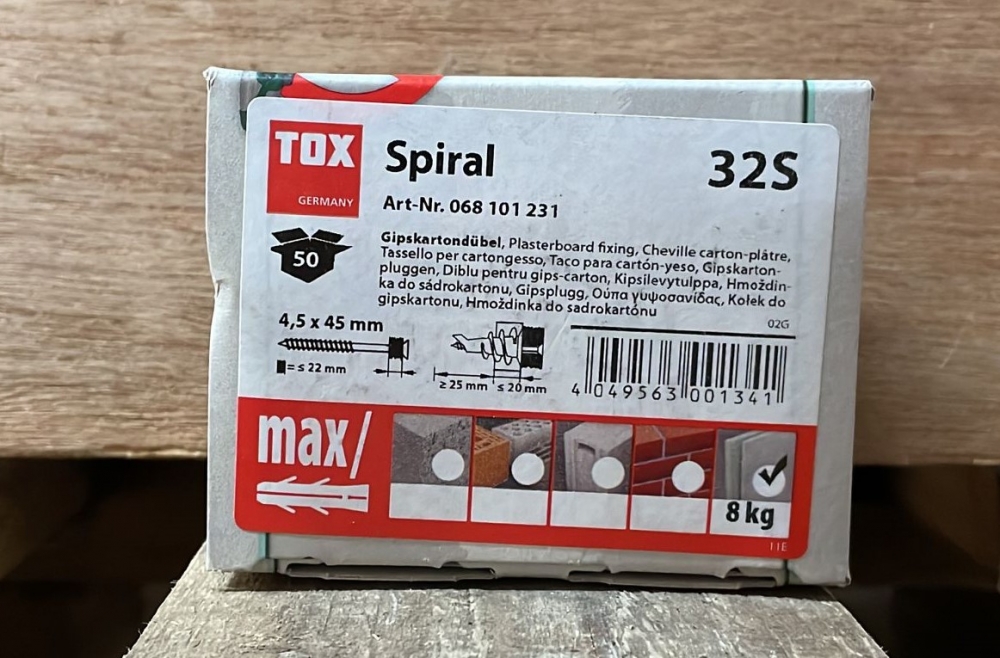 TOX
GERMANY
Spiral
32S
Art-Nr. 068 101 231
50
Gipskartondübel, Plasterboard fixing, Cheville carton-plâtre,
Tassello per cartongesso, Taco para cartón-yeso, Gipskarton-
pluggen, Diblu pentru gips-carton, Kipsilevytulppa, Hmoždin-
ka do sádrokartonu, Gipsplugg, Ούπα γυψοσανίδας, Kołek do
gipskartonu, Hmoždinka do sadrokartónu
02G
4,5 x 45 mm
= ≤ 22 mm
≥ 25 mm ≤ 20 mm
4 049563 001341
max/
8 kg
11E